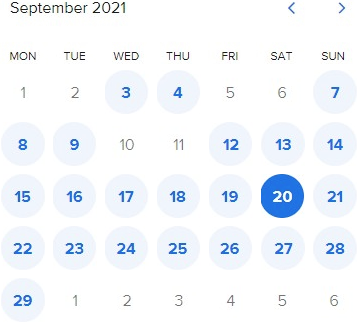 September 2021
MON TUE WED THU FRI SAT SUN
1 2 3 4 5 6 7
8 9 10 11 12 13 14
15 16 17 18 19 20 21
22 23 24 25 26 27 28
29 1 2 3 4 5 6